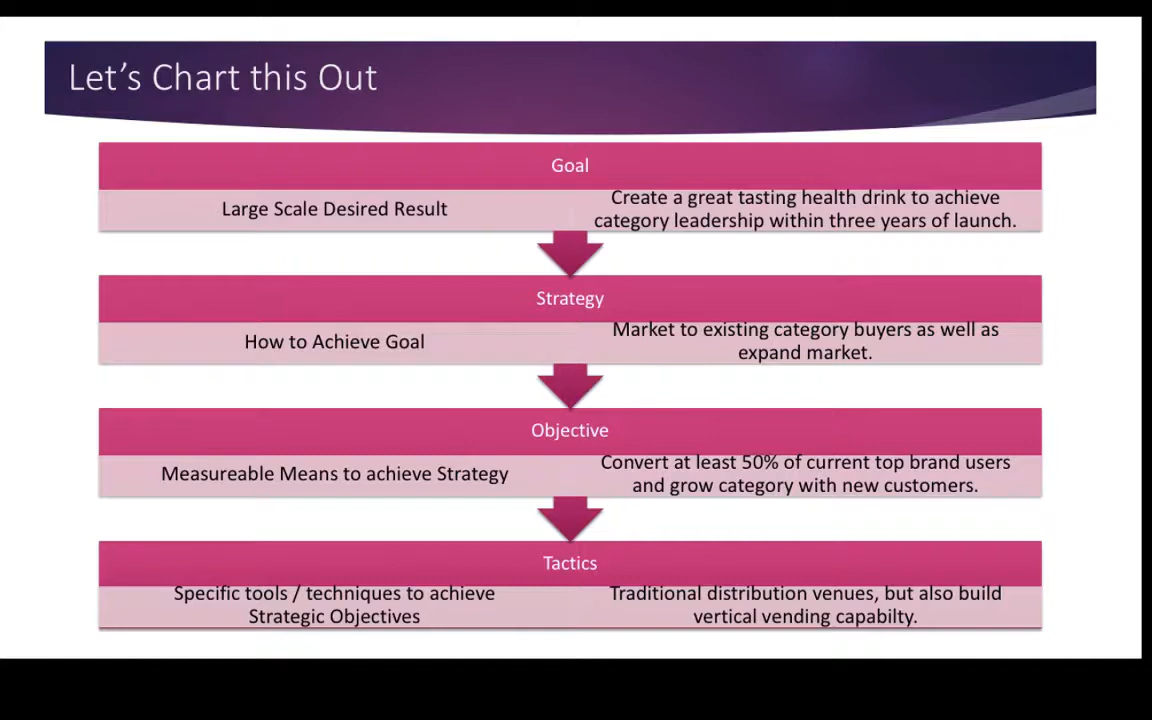 Let's Chart this Out
Goal
Large Scale Desired Result
Create a great tasting health drink to achieve
category leadership within three years of launch.
Strategy
How to Achieve Goal
Market to existing category buyers as well as
expand market.
Objective
Measureable Means to achieve Strategy
Convert at least 50% of current top brand users
and grow category with new customers.
Tactics
Specific tools / techniques to achieve
Strategic Objectives
Traditional distribution venues, but also build
vertical vending capabilty.